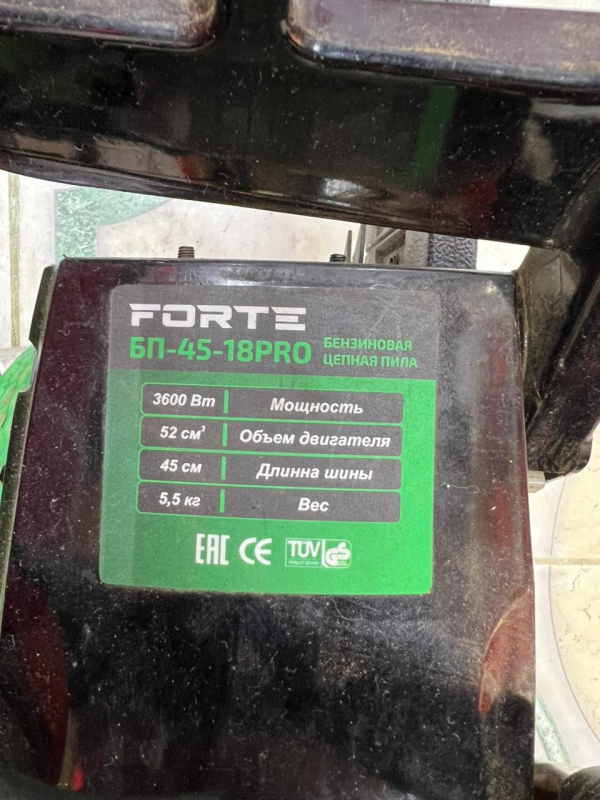 FORTE
БП-45-18PRO БЕНЗИНОВАЯ ЦЕПНАЯ ПИЛА
3600 Вт Мощность
52 см³ Объем двигателя
45 см Длинна шины
5,5 кг Вес
EAC CE TÜV GS